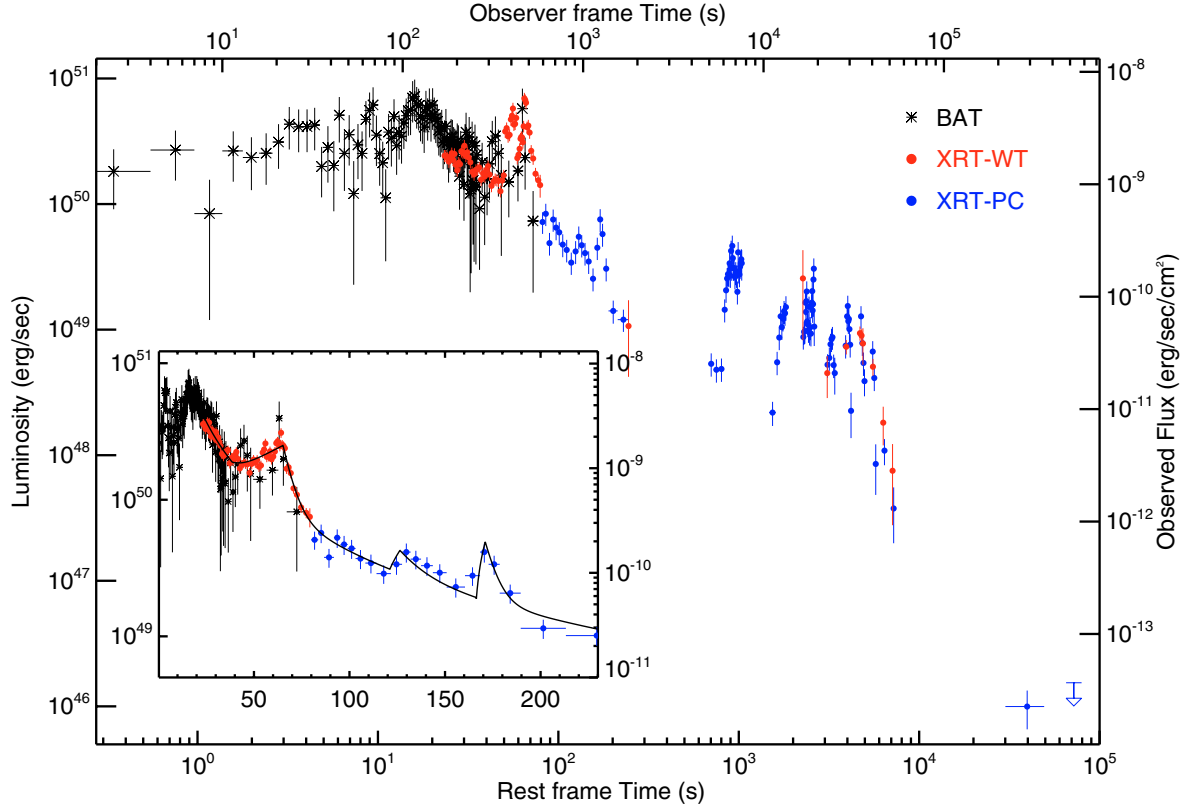 Observer frame Time (s)
10¹ 10² 10³ 10⁴ 10⁵
10⁵¹ 10⁻⁸
BAT
XRT-WT
XRT-PC
10⁵⁰ 10⁻⁹
10⁴⁹ 10⁻¹⁰
10⁴⁸ 10⁻¹¹
10⁴⁷ 10⁻¹²
10⁴⁶ 10⁻¹³
Luminosity (erg/sec)
Observed Flux (erg/sec/cm²)
10⁵¹ 10⁻⁸
10⁻⁹
10⁵⁰
10⁻¹⁰
10⁴⁹
10⁻¹¹
50 100 150 200
10⁰ 10¹ 10² 10³ 10⁴ 10⁵
Rest frame Time (s)